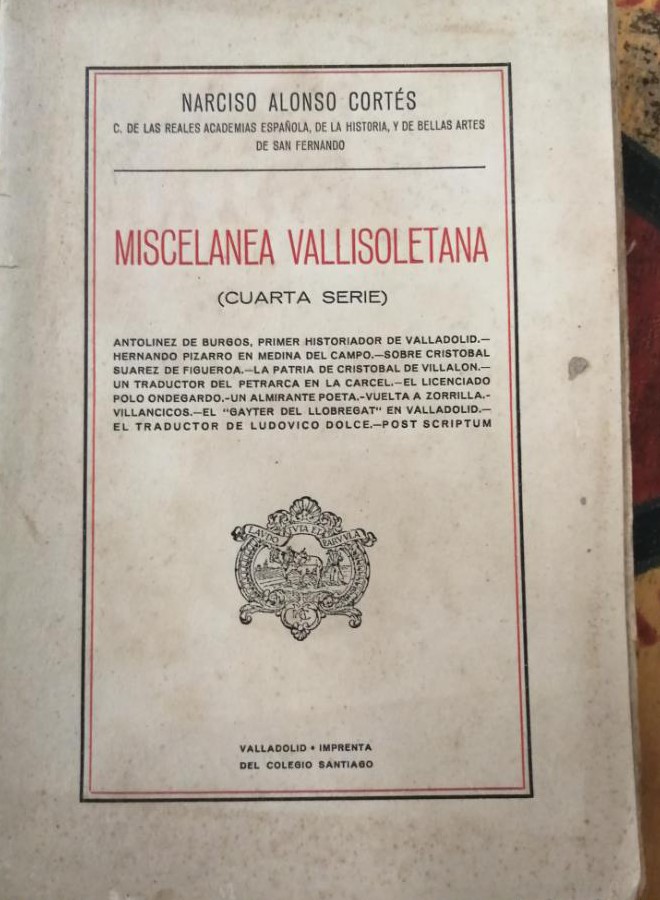 NARCISO ALONSO CORTÉS
C. DE LAS REALES ACADEMIAS ESPAÑOLA, DE LA HISTORIA, Y DE BELLAS ARTES
DE SAN FERNANDO
MISCELANEA VALLISOLETANA
(CUARTA SERIE)
ANTOLINEZ DE BURGOS, PRIMER HISTORIADOR DE VALLADOLID.—
HERNANDO PIZARRO EN MEDINA DEL CAMPO.—SOBRE CRISTOBAL
SUAREZ DE FIGUEROA.—LA PATRIA DE CRISTOBAL DE VILLALON.—
UN TRADUCTOR DEL PETRARCA EN LA CARCEL.—EL LICENCIADO
POLO ONDEGARDO.-UN ALMIRANTE POETA.-VUELTA A ZORRILLA.-
VILLANCICOS.—EL "GAYTER DEL LLOBREGAT" EN VALLADOLID.—
EL TRADUCTOR DE LUDOVICO DOLCE.—POST SCRIPTUM
LAVDO
PARVVLA
VALLADOLID • IMPRENTA
DEL COLEGIO SANTIAGO